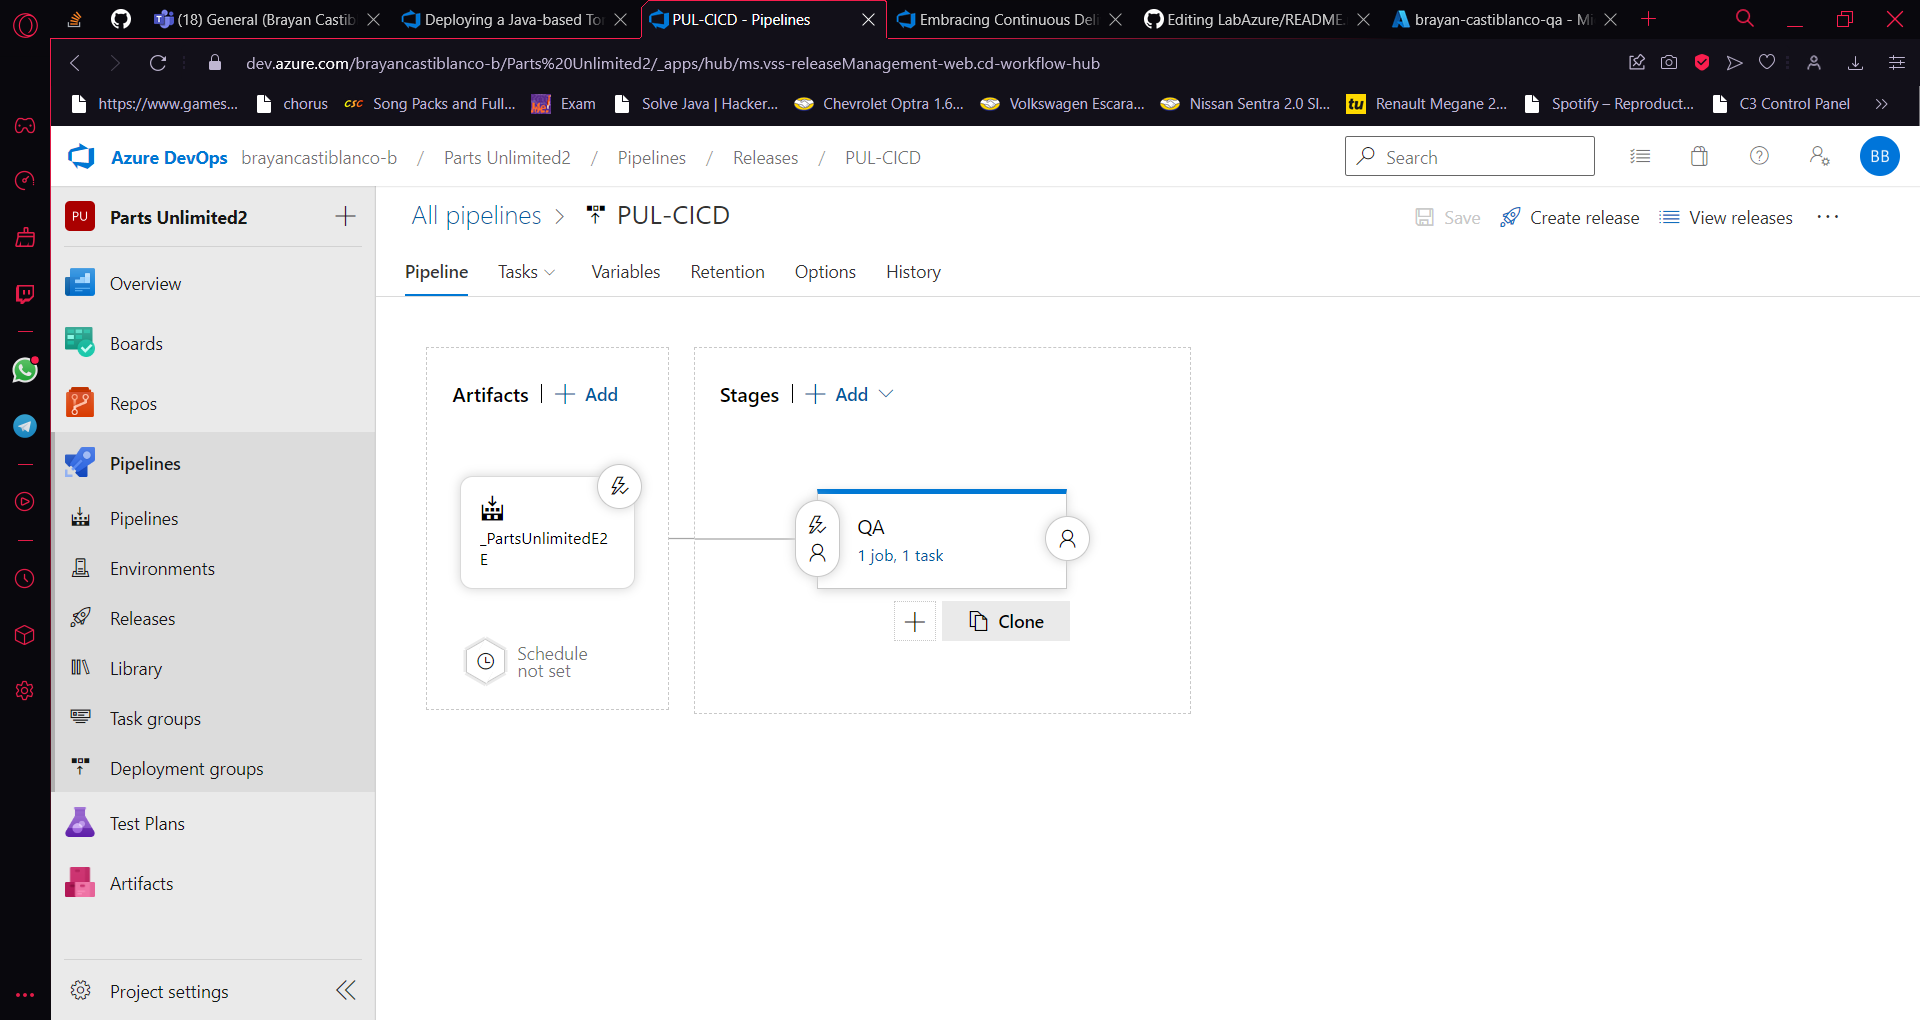 (18) General (Brayan Castib
Deploying a Java-based To
PUL-CICD - Pipelines
Embracing Continuous Deli
Editing LabAzure/README.
brayan-castiblanco-qa - Mi
dev.azure.com/brayancastiblanco-b/Parts%20Unlimited2/_apps/hub/ms.vss-releaseManagement-web.cd-workflow-hub
https://www.games...
chorus
CSC Song Packs and Full...
Exam
Solve Java | Hacker...
Chevrolet Optra 1.6...
Volkswagen Escara...
Nissan Sentra 2.0 Sl...
tu Renault Megane 2...
Spotify – Reproduct...
C3 Control Panel
Azure DevOps brayancastiblanco-b / Parts Unlimited2 / Pipelines / Releases / PUL-CICD
Search
BB
PU Parts Unlimited2
Overview
Boards
Repos
Pipelines
Pipelines
Environments
Releases
Library
Task groups
Deployment groups
Test Plans
Artifacts
Project settings
All pipelines > PUL-CICD
Save
Create release
View releases
Pipeline Tasks Variables Retention Options History
Artifacts | + Add
_PartsUnlimitedE2
E
Schedule
not set
Stages | + Add
QA
1 job, 1 task
Clone